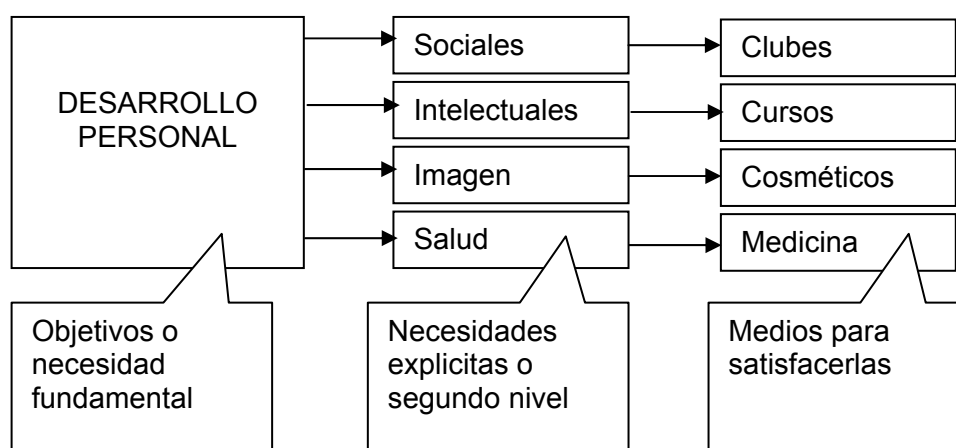 DESARROLLO
PERSONAL
Sociales
Intelectuales
Imagen
Salud
Clubes
Cursos
Cosméticos
Medicina
Objetivos o
necesidad
fundamental
Necesidades
explicitas o
segundo nivel
Medios para
satisfacerlas